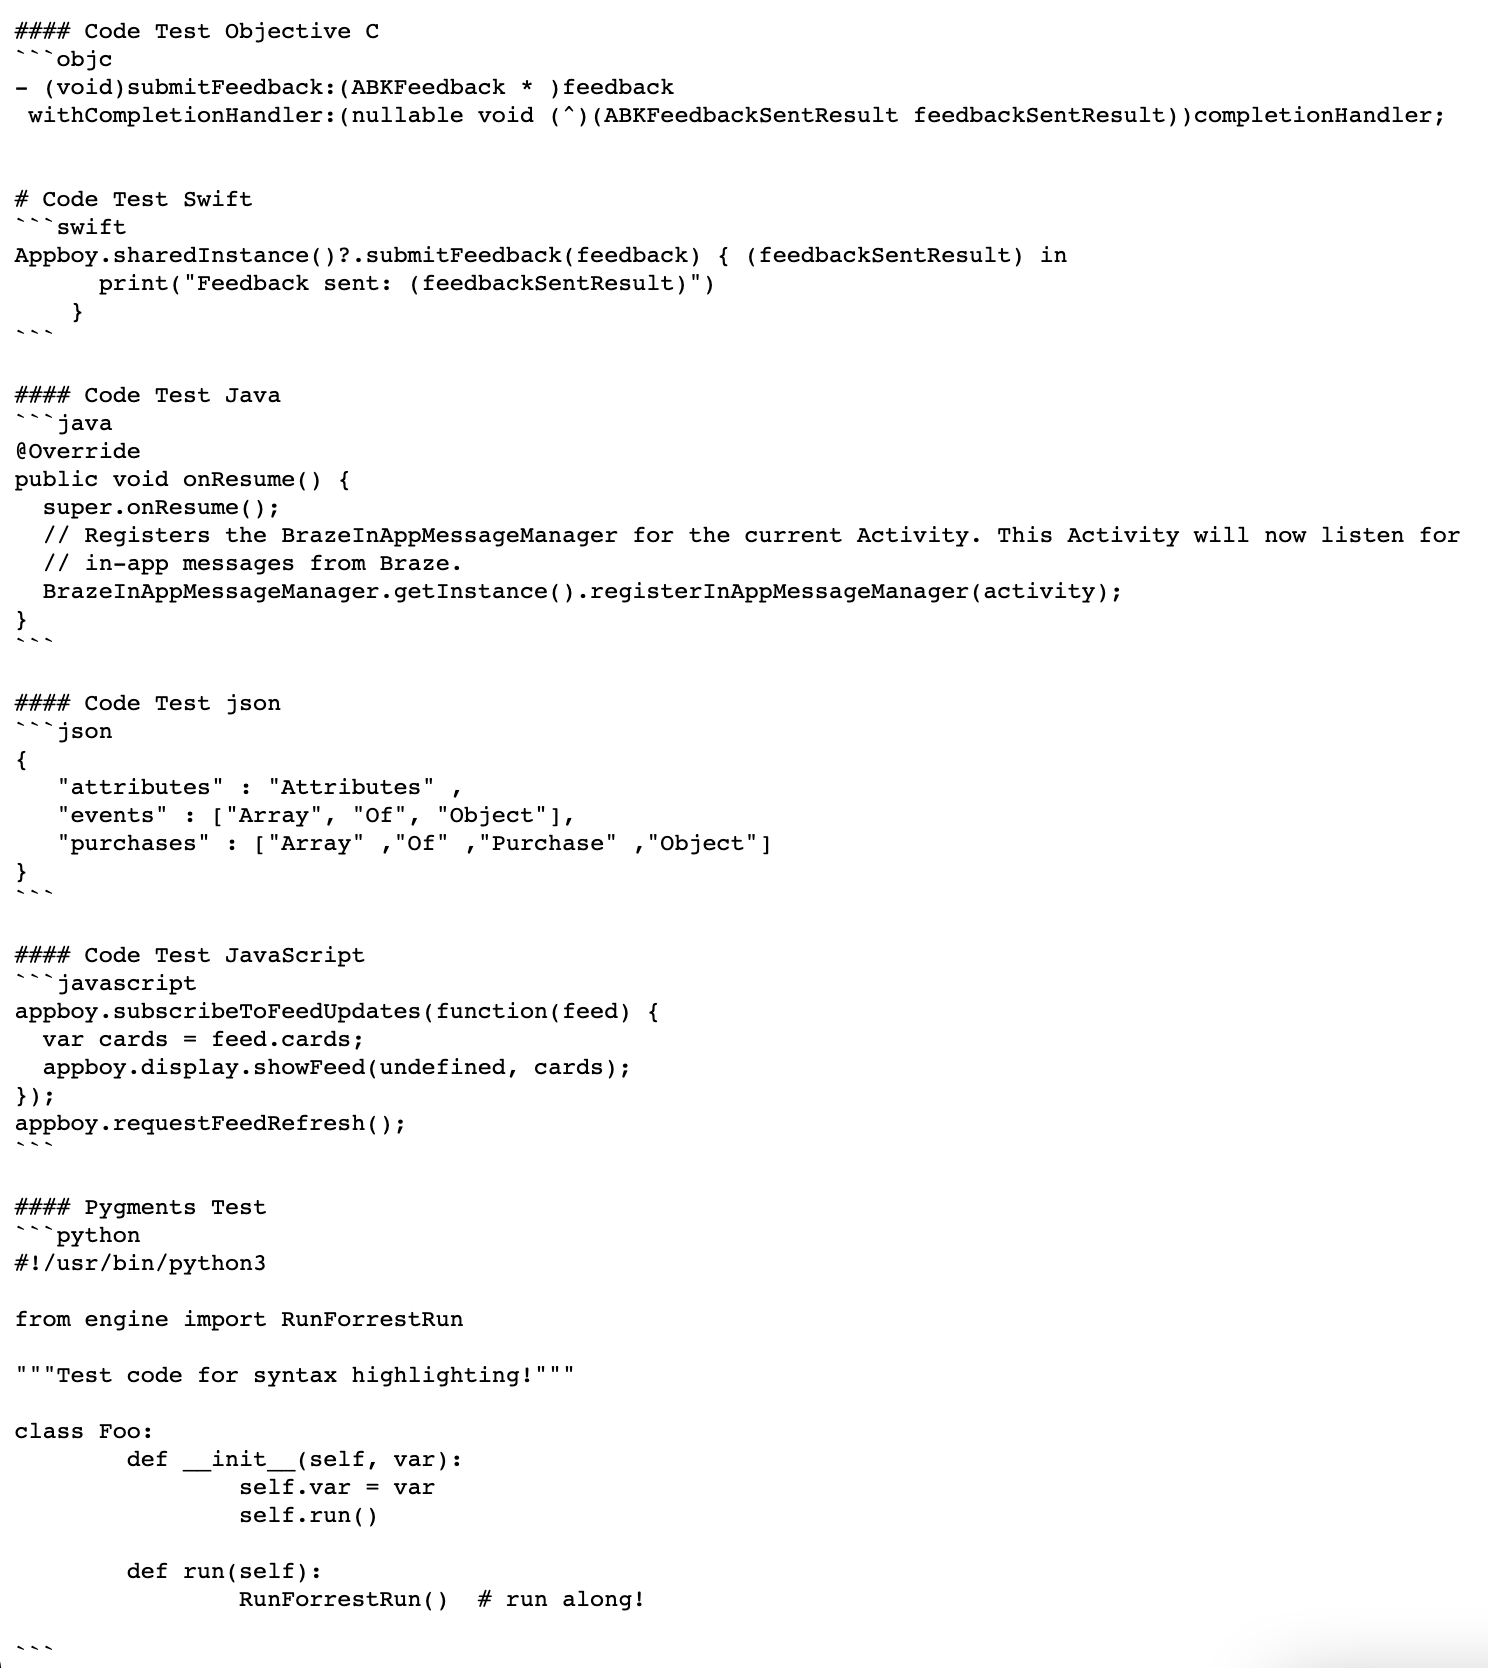 #### Code Test Objective C
```objc
- (void)submitFeedback:(ABKFeedback * )feedback
 withCompletionHandler:(nullable void (^)(ABKFeedbackSentResult feedbackSentResult))completionHandler;


# Code Test Swift
```swift
Appboy.sharedInstance()?.submitFeedback(feedback) { (feedbackSentResult) in
      print("Feedback sent: (feedbackSentResult)")
    }
```

#### Code Test Java
```java
@Override
public void onResume() {
  super.onResume();
  // Registers the BrazeInAppMessageManager for the current Activity. This Activity will now listen for
  // in-app messages from Braze.
  BrazeInAppMessageManager.getInstance().registerInAppMessageManager(activity);
}
```

#### Code Test json
```json
{
   "attributes" : "Attributes" ,
   "events" : ["Array", "Of", "Object"],
   "purchases" : ["Array" ,"Of" ,"Purchase" ,"Object"]
}
```

#### Code Test JavaScript
```javascript
appboy.subscribeToFeedUpdates(function(feed) {
  var cards = feed.cards;
  appboy.display.showFeed(undefined, cards);
});
appboy.requestFeedRefresh();
```

#### Pygments Test
```python
#!/usr/bin/python3

from engine import RunForrestRun

"""Test code for syntax highlighting!"""

class Foo:
        def __init__(self, var):
                self.var = var
                self.run()

        def run(self):
                RunForrestRun()  # run along!

```